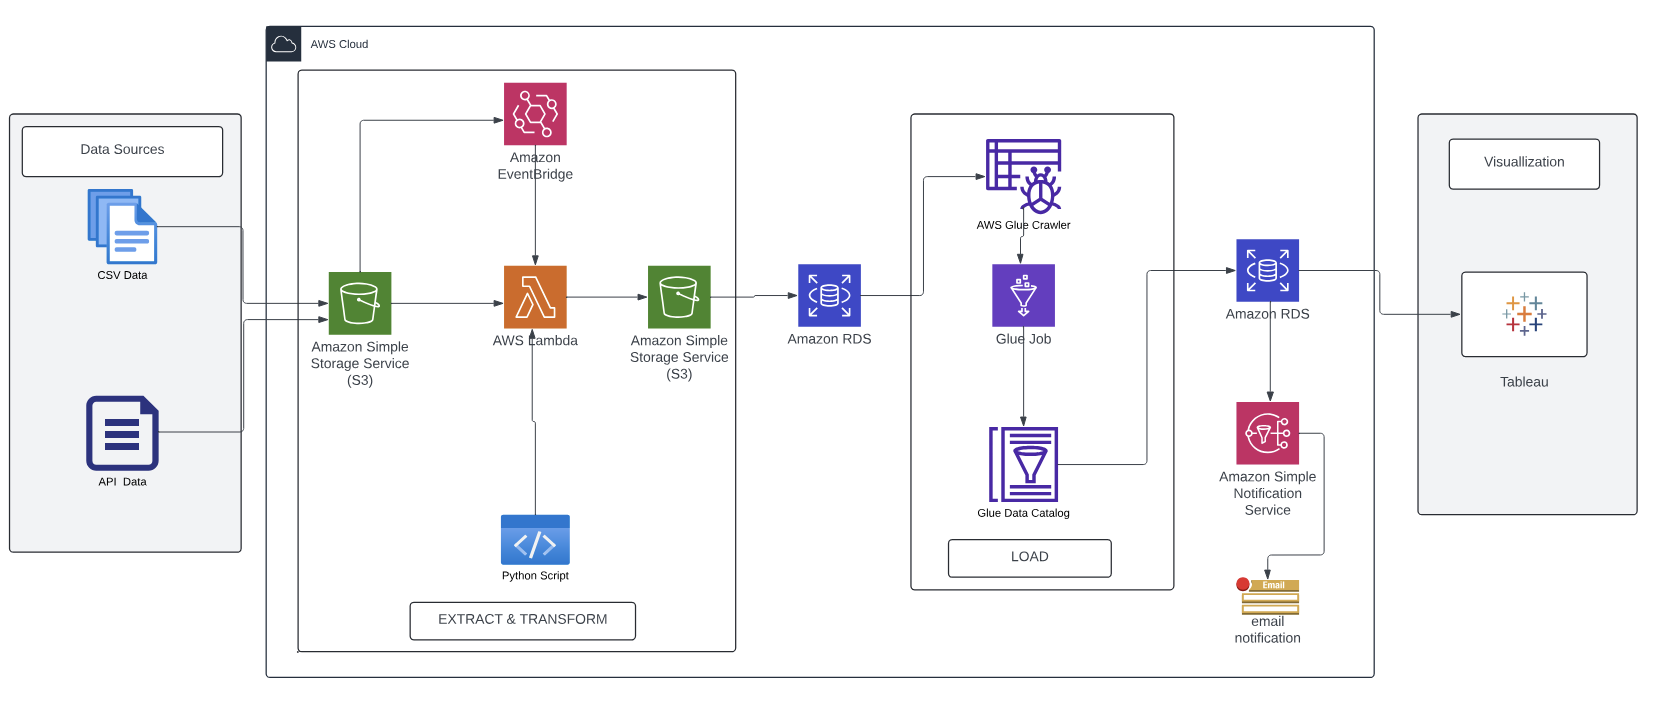 AWS Cloud
Data Sources
CSV Data
API Data
Amazon
EventBridge
Amazon Simple
Storage Service
(S3)
AWS Lambda
Amazon Simple
Storage Service
(S3)
Python Script
EXTRACT & TRANSFORM
Amazon RDS
AWS Glue Crawler
Glue Job
Glue Data Catalog
LOAD
Amazon RDS
Amazon Simple
Notification
Service
Email
email
notification
Visuallization
Tableau